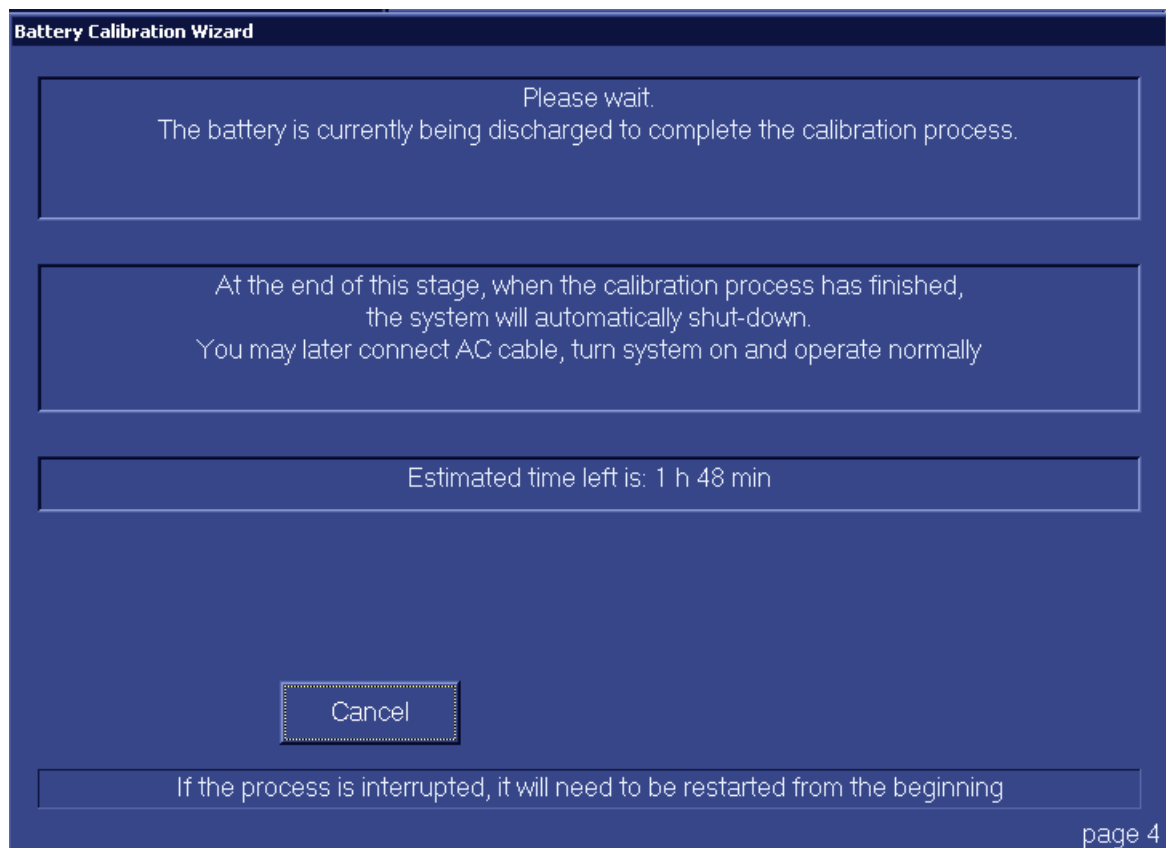 Battery Calibration Wizard
Please wait.
The battery is currently being discharged to complete the calibration process.
At the end of this stage, when the calibration process has finished,
the system will automatically shut-down.
You may later connect AC cable, turn system on and operate normally
Estimated time left is: 1 h 48 min
Cancel
If the process is interrupted, it will need to be restarted from the beginning
page 4